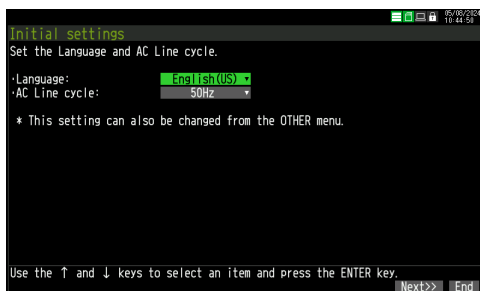 05/08/2024
10:44:50
Initial settings
Set the Language and AC Line cycle.
·Language: English(US) ▾
·AC Line cycle: 50Hz ▾
* This setting can also be changed from the OTHER menu.
Use the ↑ and ↓ keys to select an item and press the ENTER key.
Next>> End